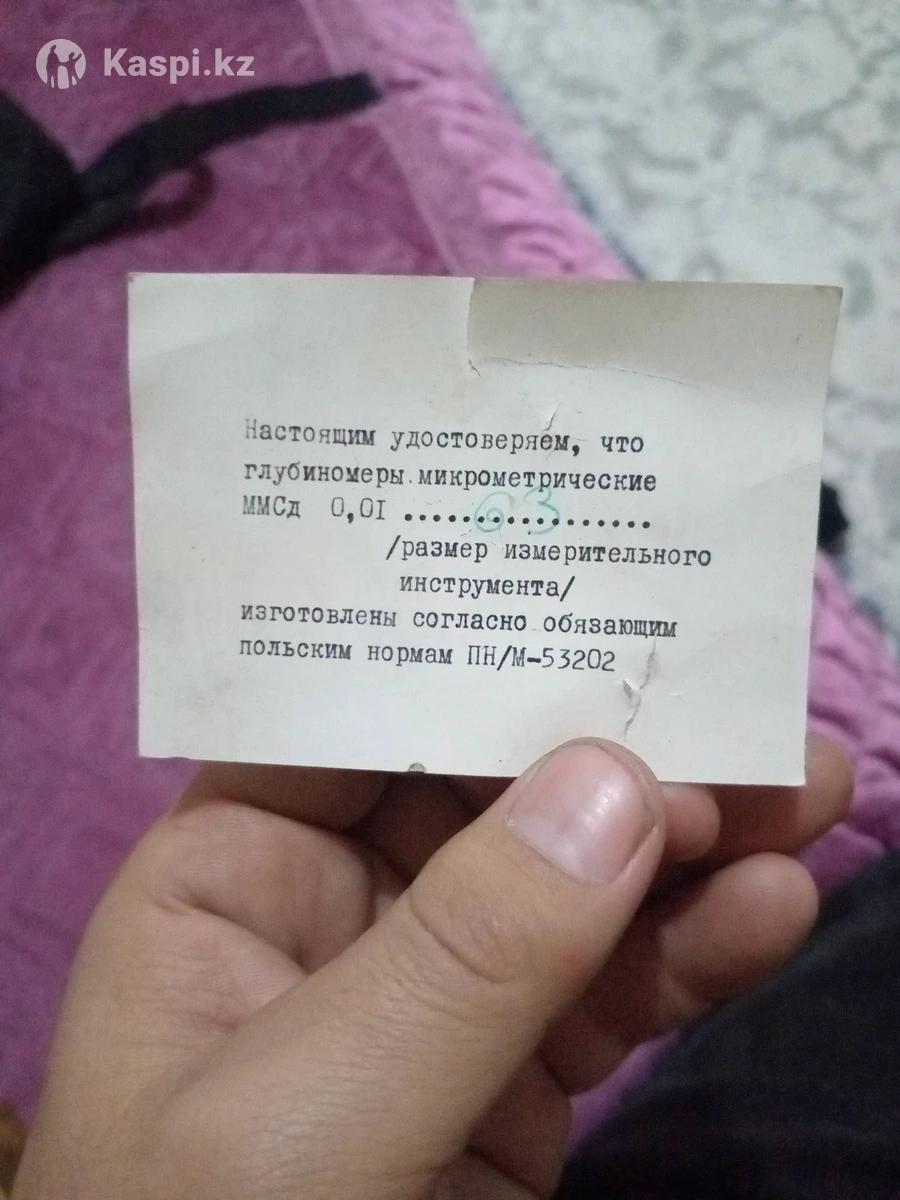 Kaspi.kz
Настоящим удостоверяем, что
глубиномеры микрометрические
ММСд 0,01 ................. 63
/размер измерительного
инструмента/
изготовлены согласно обязающим
польским нормам ПН/М-53202